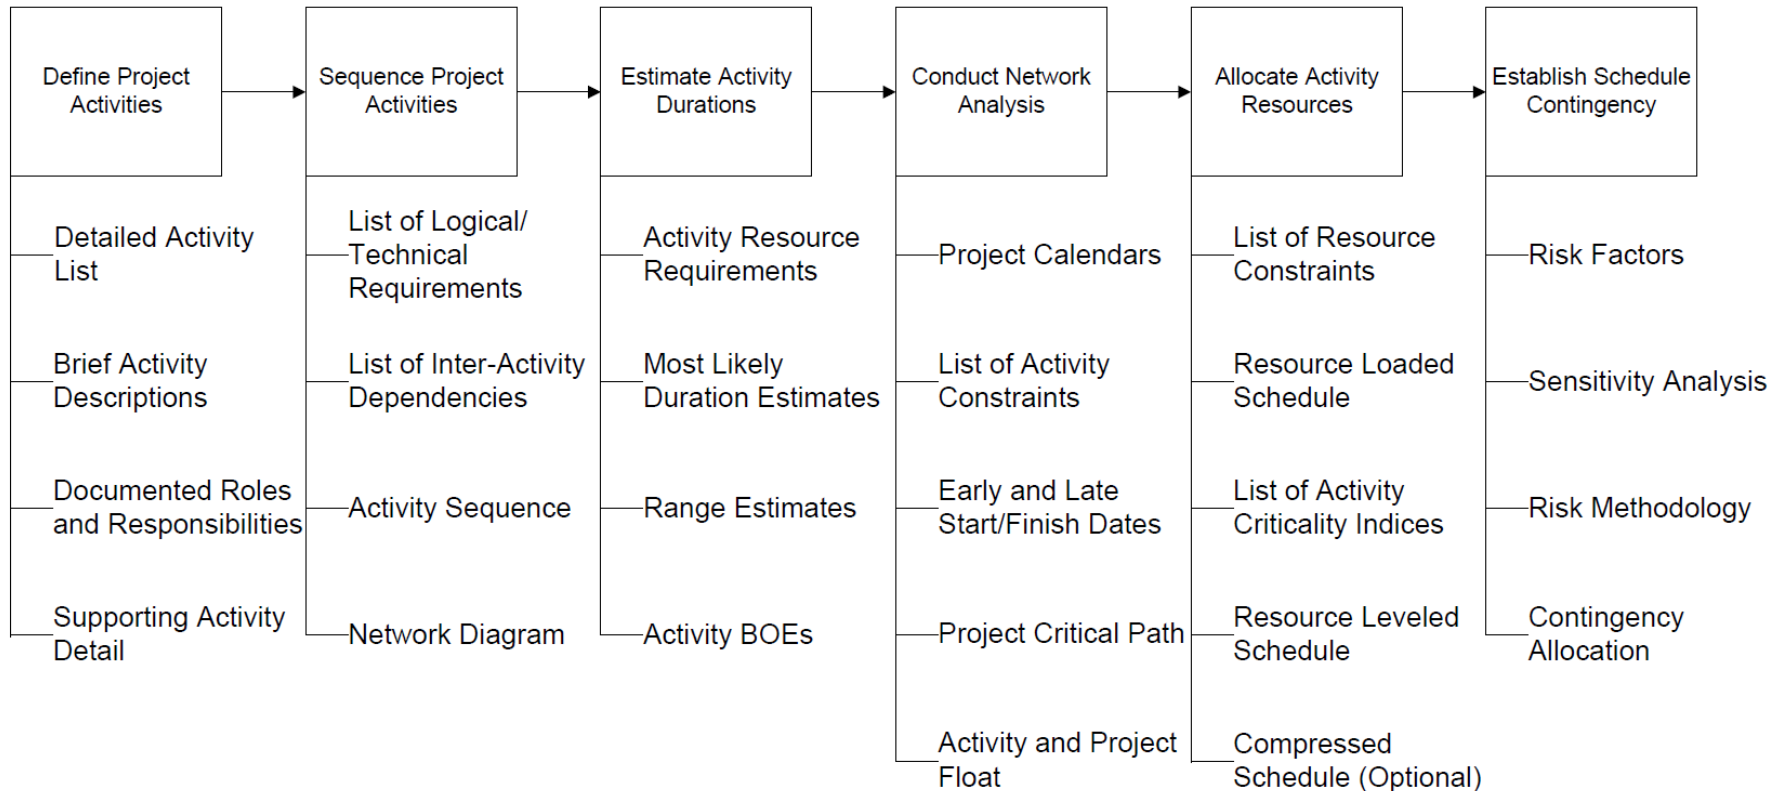 Define Project
Activities
Sequence Project
Activities
Estimate Activity
Durations
Conduct Network
Analysis
Allocate Activity
Resources
Establish Schedule
Contingency
Detailed Activity
List
Brief Activity
Descriptions
Documented Roles
and Responsibilities
Supporting Activity
Detail
List of Logical/
Technical
Requirements
List of Inter-Activity
Dependencies
Activity Sequence
Network Diagram
Activity Resource
Requirements
Most Likely
Duration Estimates
Range Estimates
Activity BOEs
Project Calendars
List of Activity
Constraints
Early and Late
Start/Finish Dates
Project Critical Path
Activity and Project
Float
List of Resource
Constraints
Resource Loaded
Schedule
List of Activity
Criticality Indices
Resource Leveled
Schedule
Compressed
Schedule (Optional)
Risk Factors
Sensitivity Analysis
Risk Methodology
Contingency
Allocation